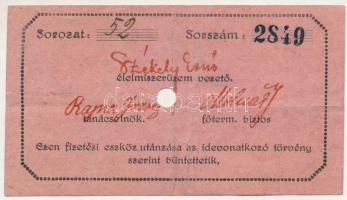 Sorozat: 52 Sorszám: 2849
Székely Ernő
élelmiszerüzem vezető.
tanácselnök. főterm. biztos
Ezen fizetési eszköz utánzása az idevonatkozó törvény
szerint büntettetik.